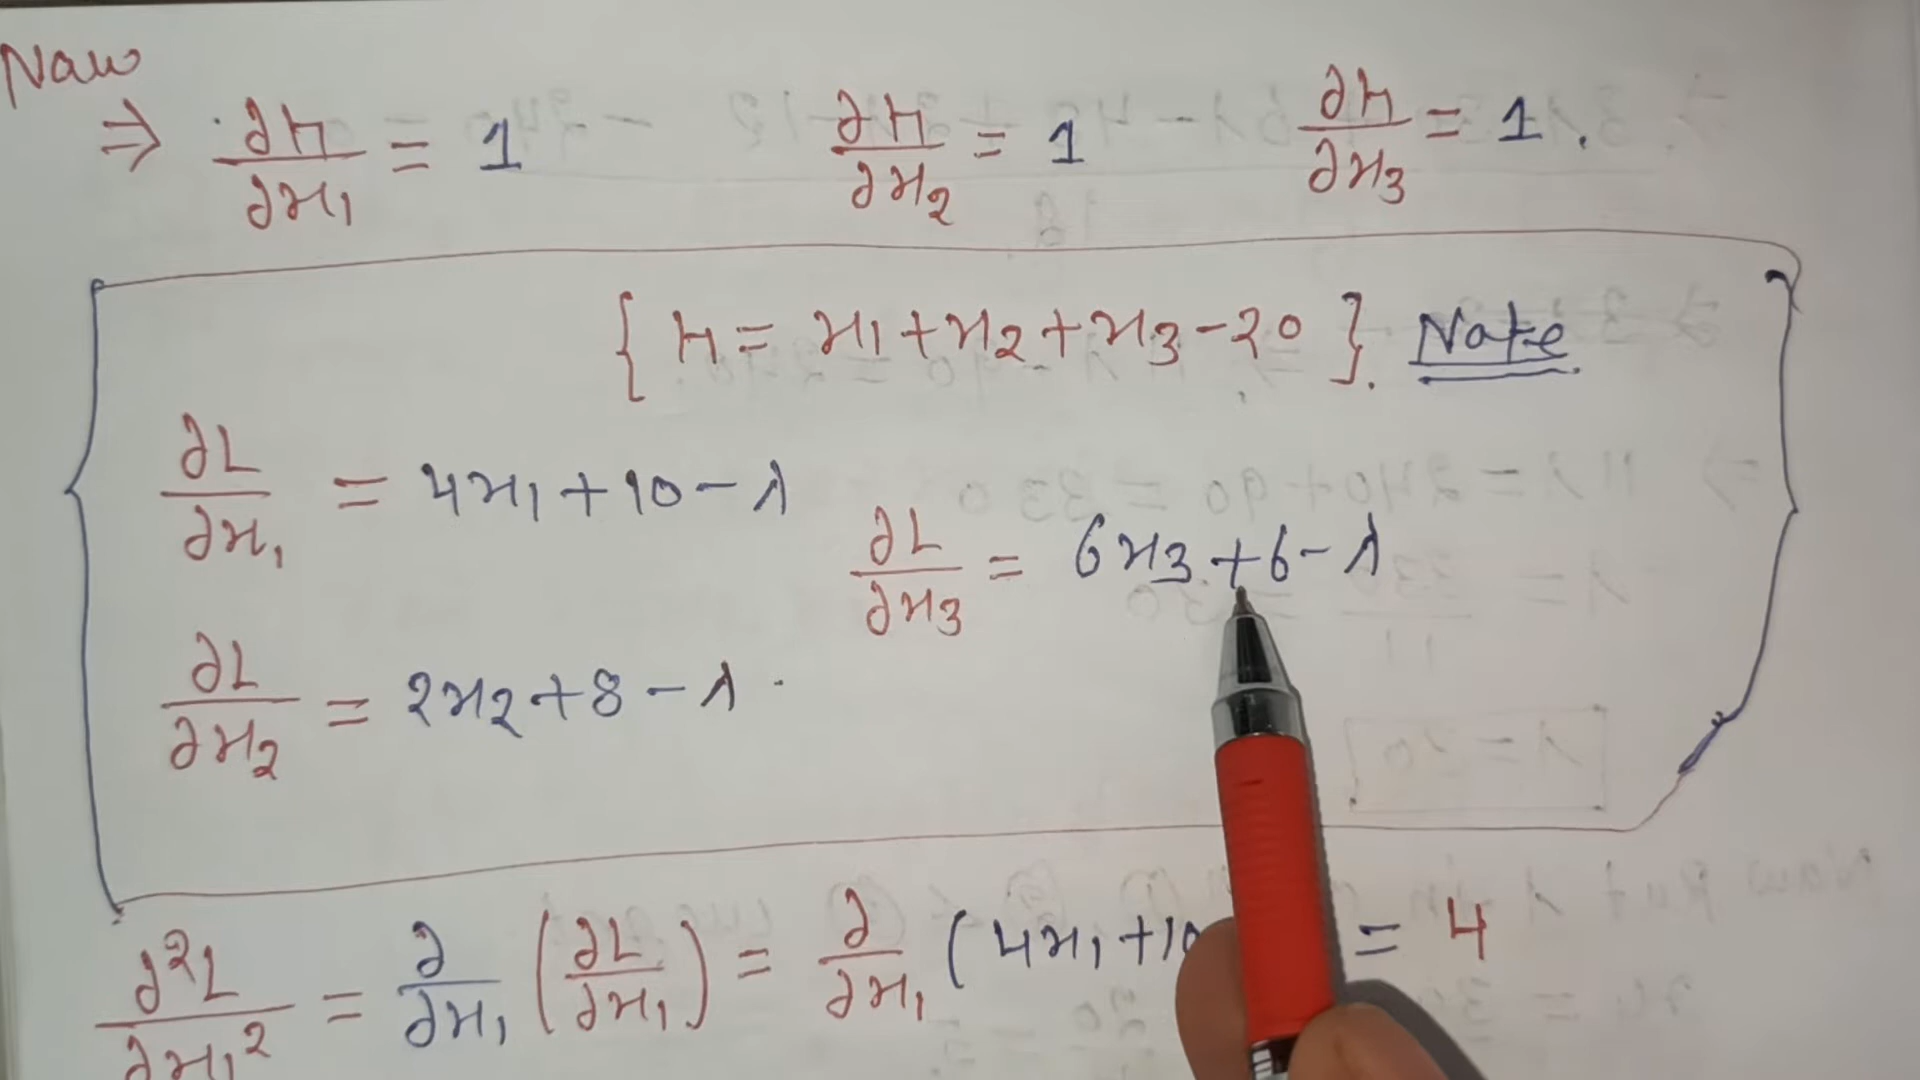 Now
⇒ ∂h/∂x₁ = 1 ∂h/∂x₂ = 1 ∂h/∂x₃ = 1.
{ h = x₁ + x₂ + x₃ - 20 }. Note
∂L/∂x₁ = 4x₁ + 10 - λ
∂L/∂x₃ = 6x₃ + 6 - λ
∂L/∂x₂ = 2x₂ + 8 - λ.
∂²L/∂x₁² = ∂/∂x₁ (∂L/∂x₁) = ∂/∂x₁ (4x₁ + 10 = 4